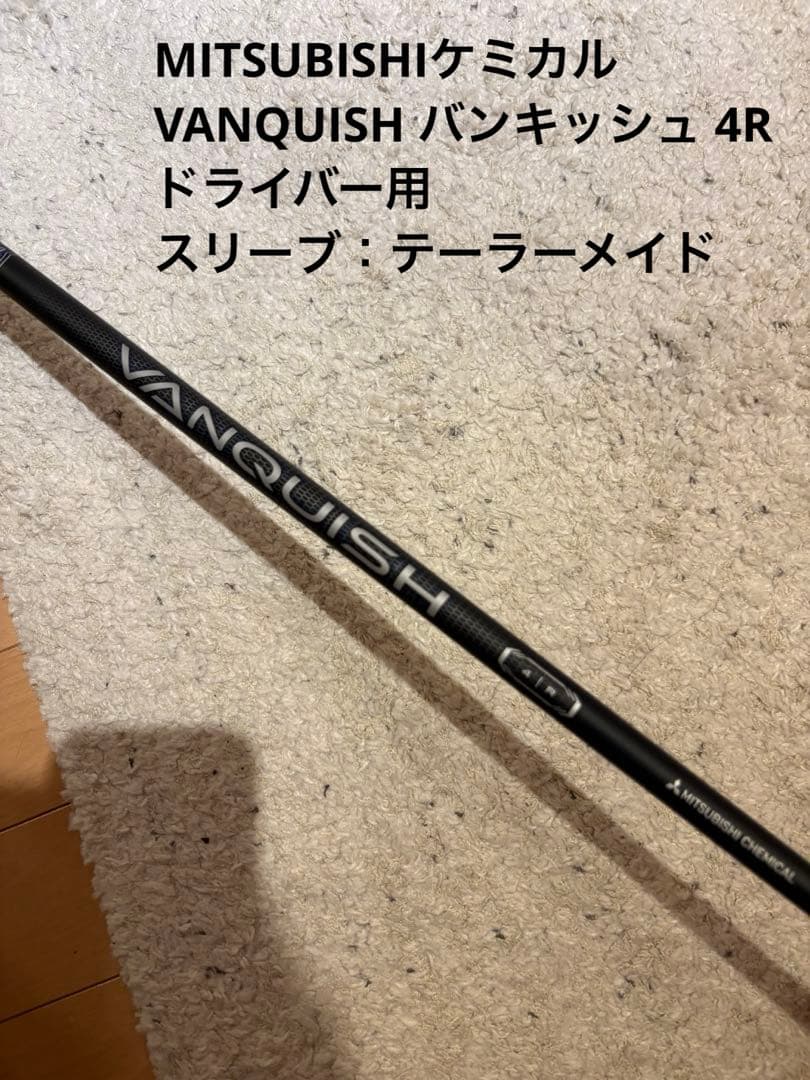 MITSUBISHIケミカル
VANQUISH バンキッシュ 4R
ドライバー用
スリーブ：テーラーメイド
VANQUISH
4R
MITSUBISHI CHEMICAL